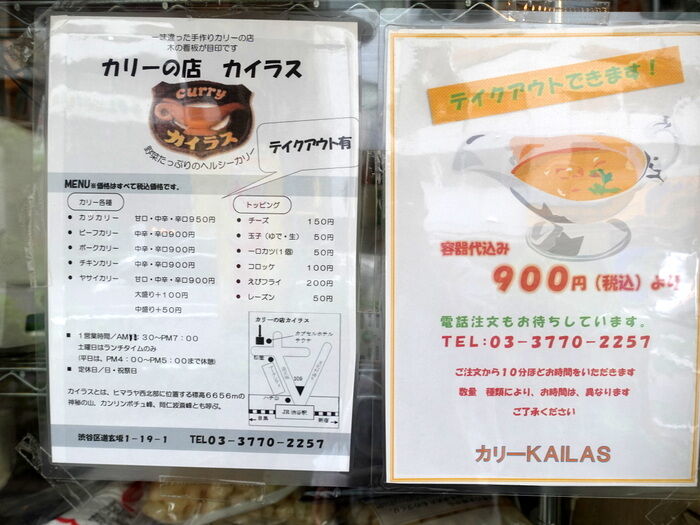 一味違った手作りカリーの店
木の看板が目印です
カリーの店 カイラス
curry
カイラス
野菜たっぷりのヘルシーカリー
テイクアウト有
MENU※価格はすべて税込価格です。
カリー各種
カツカリー 甘口・中辛・辛口950円
ビーフカリー 中辛・辛口900円
ポークカリー 中辛・辛口900円
チキンカリー 中辛・辛口900円
ヤサイカリー 甘口・中辛・辛口900円
大盛り+100円
中盛り+50円
トッピング
チーズ 150円
玉子(ゆで・生) 50円
一口カツ(1個) 50円
コロッケ 100円
えびフライ 200円
レーズン 50円
営業時間/AM11:30~PM7:00
土曜日はランチタイムのみ
(平日は、PM4:00~PM5:00まで休憩)
定休日/日・祝祭日
カリーの店カイラス
カプセルホテル
松屋
109
ハチ公
JR渋谷駅
目黒
新宿
カイラスとは、ヒマラヤ西北部に位置する標高6656mの
神秘の山、カンリンポチェ峰、岡仁波斎峰とも呼ぶ。
渋谷区道玄坂1-19-1 TEL03-3770-2257
テイクアウトできます!
容器代込み
900円(税込)より
電話注文もお待ちしています。
TEL:03-3770-2257
ご注文から10分ほどお時間をいただきます
数量 種類により、お時間は、異なります
ご了承ください
カリーKAILAS